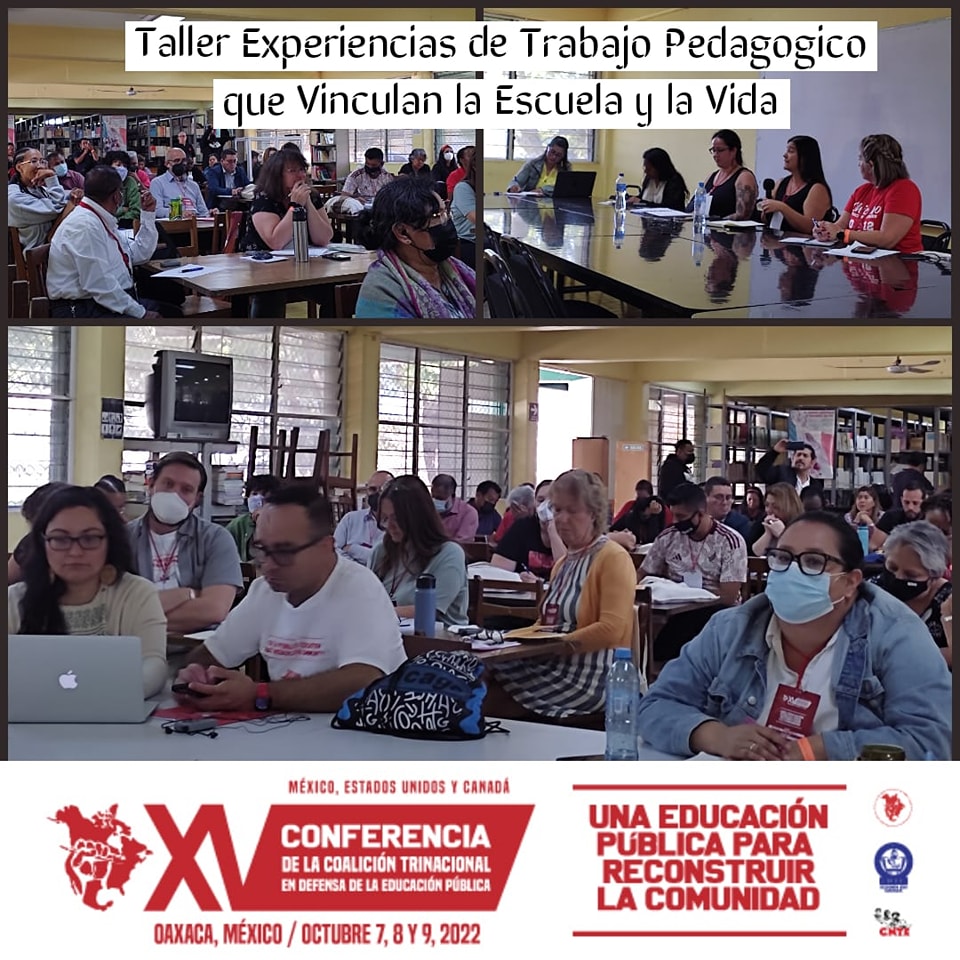 Taller Experiencias de Trabajo Pedagogico
que Vinculan la Escuela y la Vida
MÉXICO, ESTADOS UNIDOS Y CANADÁ
XV
CONFERENCIA
DE LA COALICIÓN TRINACIONAL
EN DEFENSA DE LA EDUCACIÓN PÚBLICA
OAXACA, MÉXICO / OCTUBRE 7, 8 Y 9, 2022
UNA EDUCACIÓN
PÚBLICA PARA
RECONSTRUIR
LA COMUNIDAD
CNTE